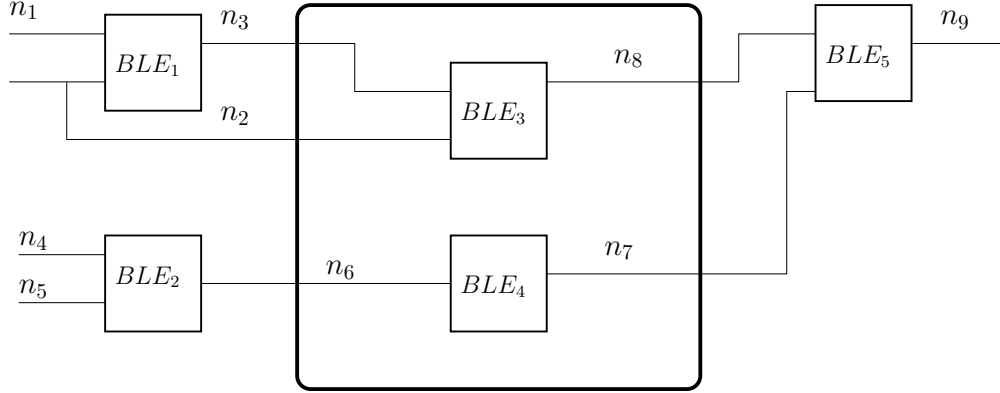 n₁ n₃ n₉
BLE₁ n₈ BLE₅
n₂ BLE₃
n₄ n₇
BLE₂ n₆ BLE₄
n₅